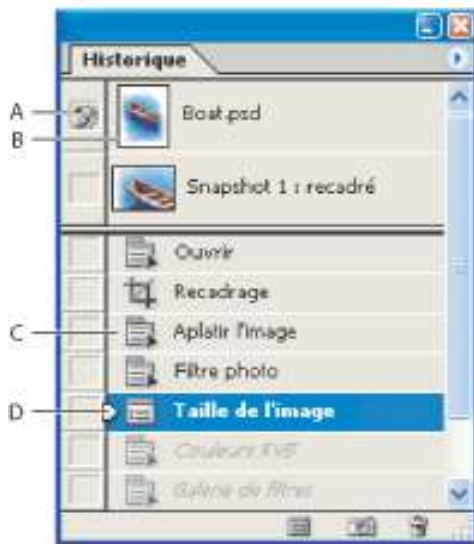 Historique
A
B
Boat.psd
Snapshot 1 : recadré
Ouvrir
Recadrage
C
Aplatir l'image
Filtre photo
D
Taille de l'image
Couleurs RVB
Galerie de filtres